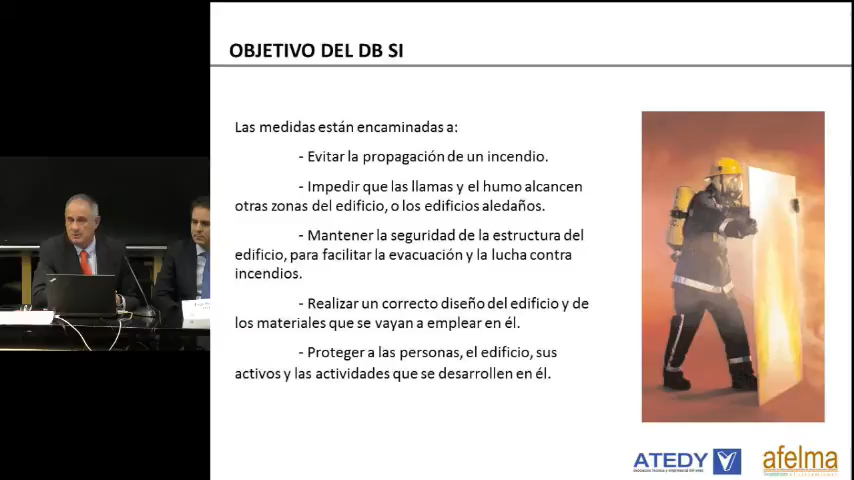 OBJETIVO DEL DB SI
Las medidas están encaminadas a:
- Evitar la propagación de un incendio.
- Impedir que las llamas y el humo alcancen
otras zonas del edificio, o los edificios aledaños.
- Mantener la seguridad de la estructura del
edificio, para facilitar la evacuación y la lucha contra
incendios.
- Realizar un correcto diseño del edificio y de
los materiales que se vayan a emplear en él.
- Proteger a las personas, el edificio, sus
activos y las actividades que se desarrollen en él.
ATEDY
afelma